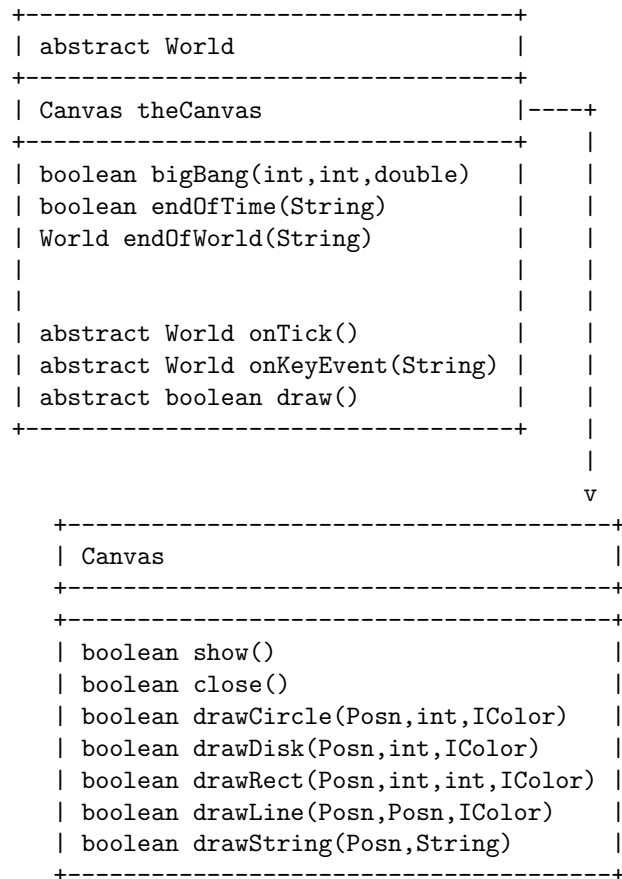 abstract World
Canvas theCanvas
boolean bigBang(int,int,double)
boolean endOfTime(String)
World endOfWorld(String)
abstract World onTick()
abstract World onKeyEvent(String)
abstract boolean draw()
v
Canvas
boolean show()
boolean close()
boolean drawCircle(Posn,int,IColor)
boolean drawDisk(Posn,int,IColor)
boolean drawRect(Posn,int,int,IColor)
boolean drawLine(Posn,Posn,IColor)
boolean drawString(Posn,String)